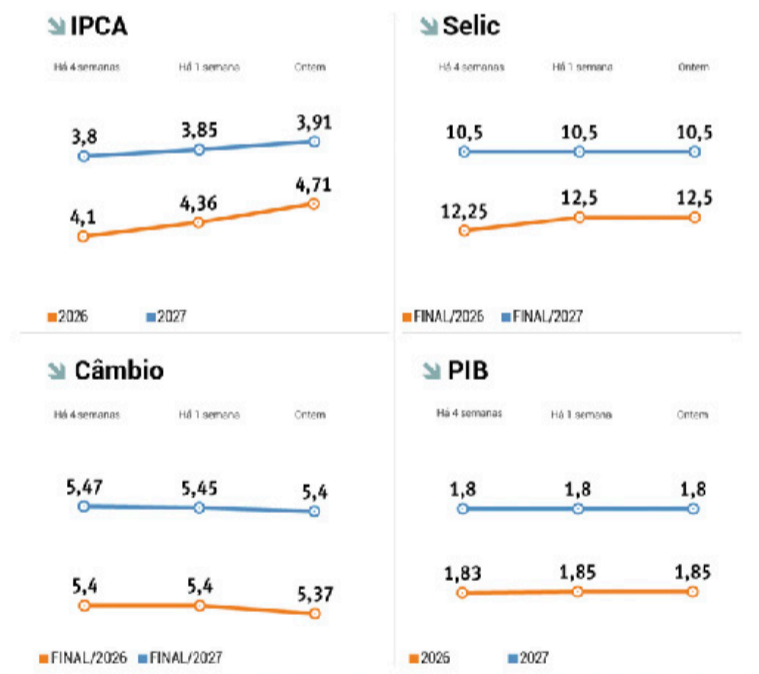 IPCA
Há 4 semanas Há 1 semana Ontem
3,8 3,85 3,91
4,1 4,36 4,71
2026 2027
Selic
Há 4 semanas Há 1 semana Ontem
10,5 10,5 10,5
12,25 12,5 12,5
FINAL/2026 FINAL/2027
Câmbio
Há 4 semanas Há 1 semana Ontem
5,47 5,45 5,4
5,4 5,4 5,37
FINAL/2026 FINAL/2027
PIB
Há 4 semanas Há 1 semana Ontem
1,8 1,8 1,8
1,83 1,85 1,85
2026 2027